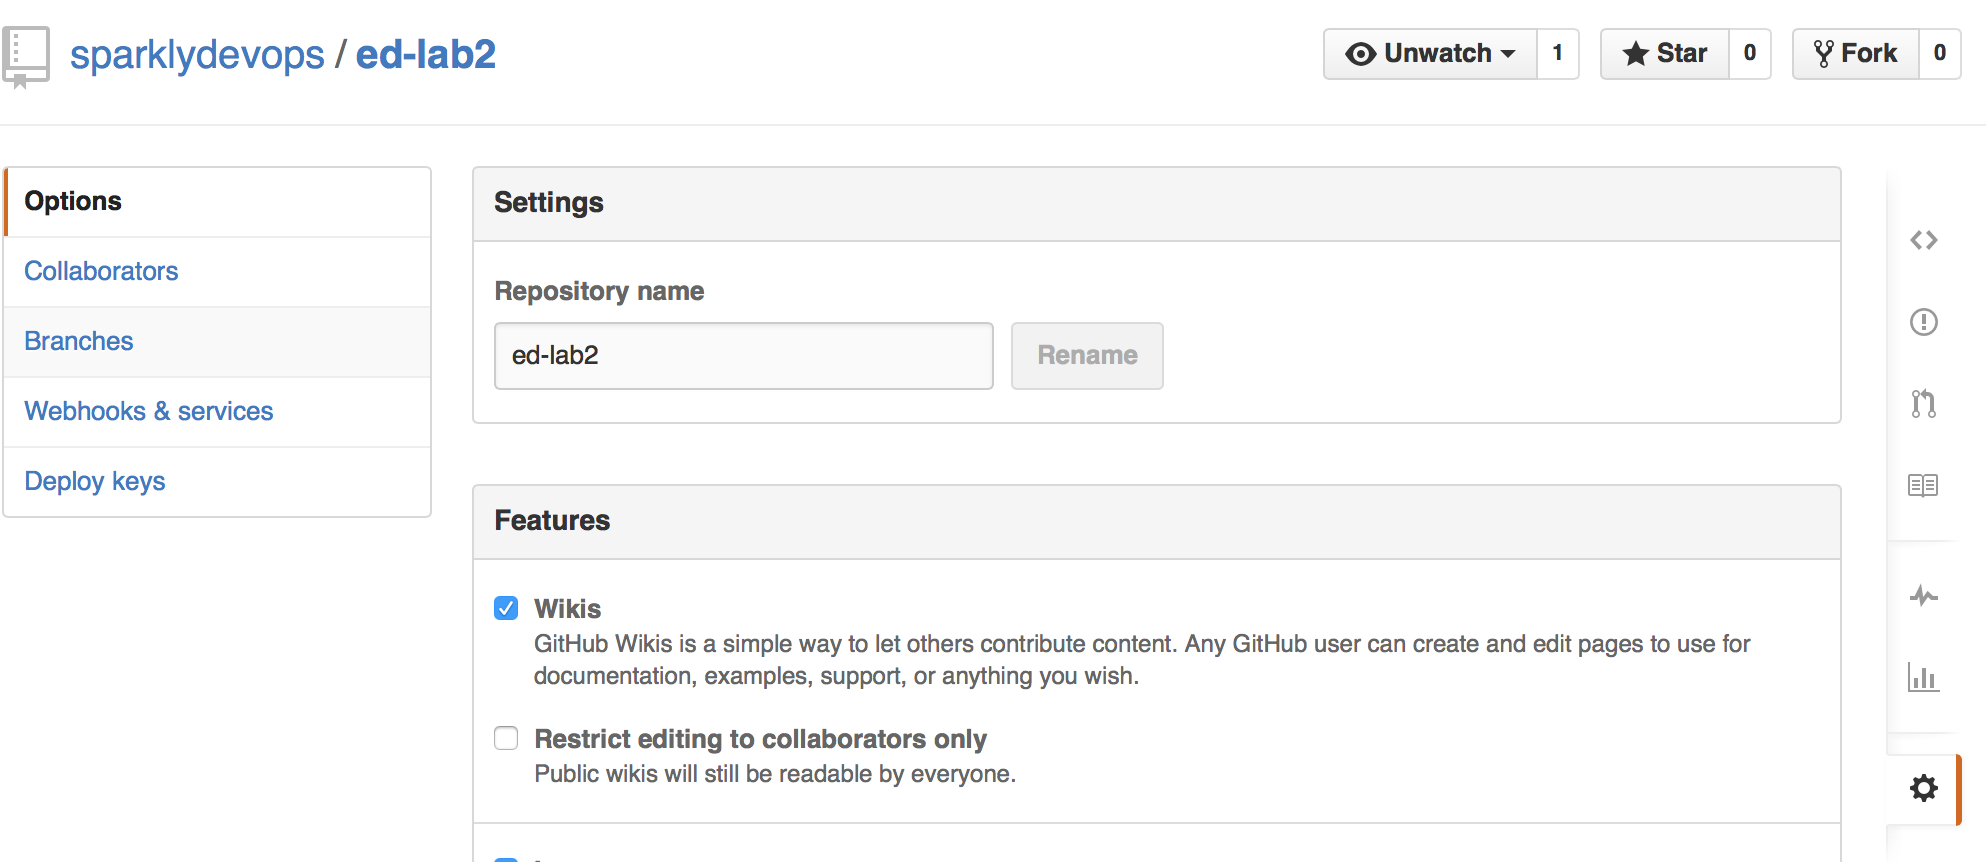 sparklydevops / ed-lab2
Unwatch 1
Star 0
Fork 0
Options
Collaborators
Branches
Webhooks & services
Deploy keys
Settings
Repository name
ed-lab2
Rename
Features
Wikis
GitHub Wikis is a simple way to let others contribute content. Any GitHub user can create and edit pages to use for
documentation, examples, support, or anything you wish.
Restrict editing to collaborators only
Public wikis will still be readable by everyone.